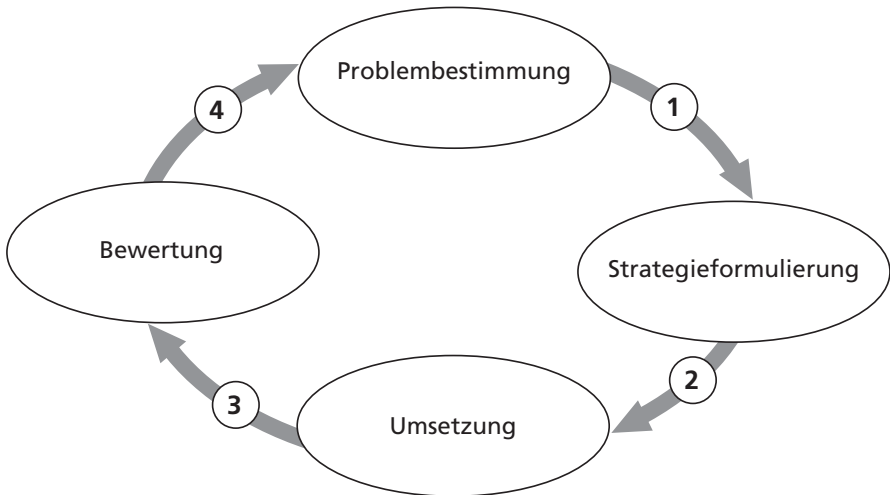 Problembestimmung
1
Strategieformulierung
2
Umsetzung
3
Bewertung
4